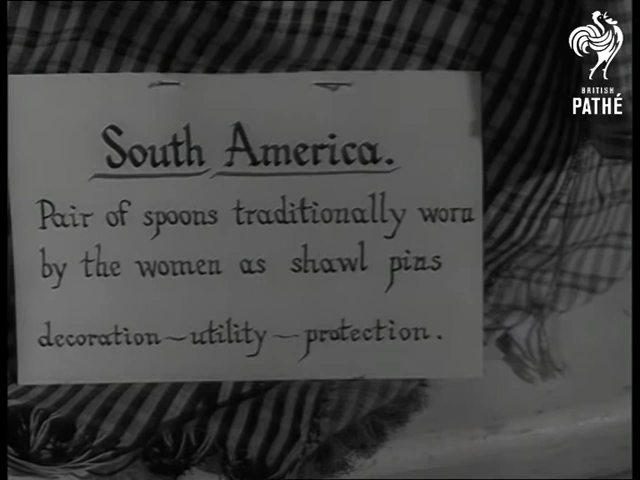 BRITISH
PATHÉ
South America.
Pair of spoons traditionally worn
by the women as shawl pins
decoration~utility~protection.